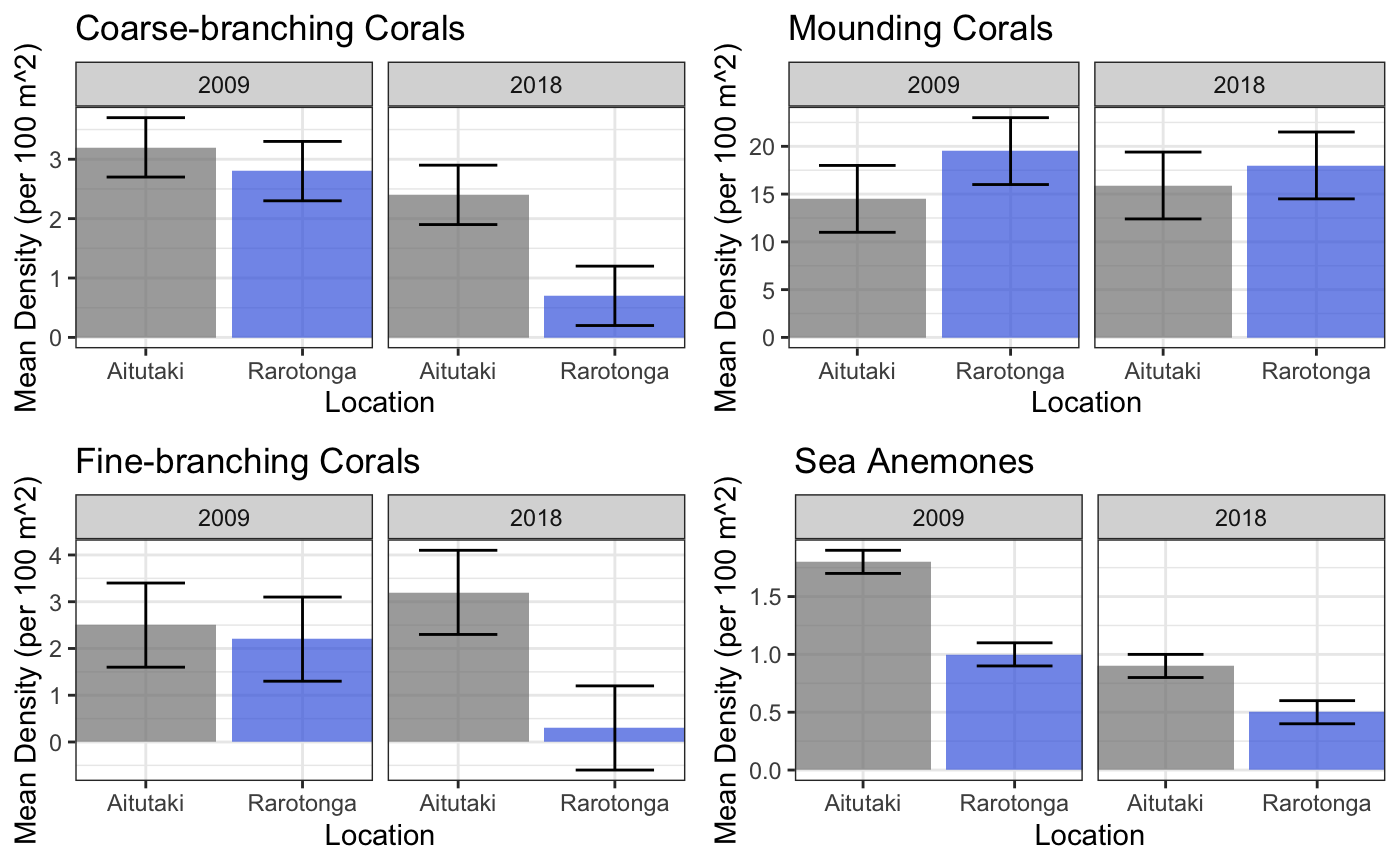 Coarse-branching Corals
Mean Density (per 100 m^2)
2009
2018
3
2
1
0
Aitutaki
Rarotonga
Aitutaki
Rarotonga
Location
Mounding Corals
Mean Density (per 100 m^2)
2009
2018
20
15
10
5
0
Aitutaki
Rarotonga
Aitutaki
Rarotonga
Location
Fine-branching Corals
Mean Density (per 100 m^2)
2009
2018
4
3
2
1
0
Aitutaki
Rarotonga
Aitutaki
Rarotonga
Location
Sea Anemones
Mean Density (per 100 m^2)
2009
2018
1.5
1.0
0.5
0.0
Aitutaki
Rarotonga
Aitutaki
Rarotonga
Location